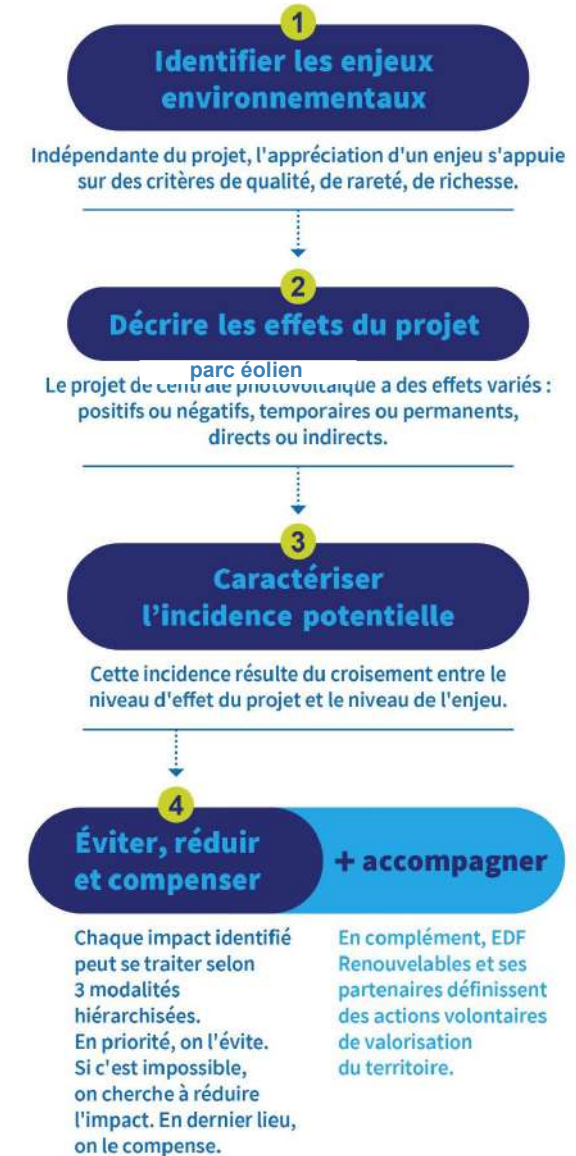 1
Identifier les enjeux
environnementaux
Indépendante du projet, l'appréciation d'un enjeu s'appuie
sur des critères de qualité, de rareté, de richesse.
2
Décrire les effets du projet
parc éolien
Le projet de centrale photovoltaïque a des effets variés :
positifs ou négatifs, temporaires ou permanents,
directs ou indirects.
3
Caractériser
l'incidence potentielle
Cette incidence résulte du croisement entre le
niveau d'effet du projet et le niveau de l'enjeu.
4
Éviter, réduir
et compenser
+ accompagner
Chaque impact identifié
peut se traiter selon
3 modalités
hiérarchisées.
En priorité, on l'évite.
Si c'est impossible,
on cherche à réduire
l'impact. En dernier lieu,
on le compense.
En complément, EDF
Renouvelables et ses
partenaires définissent
des actions volontaires
de valorisation
du territoire.